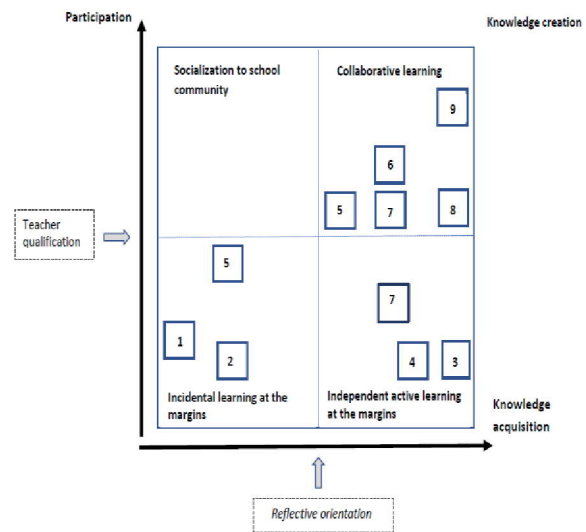 Participation
Knowledge creation
Socialization to school
community
Collaborative learning
9
6
5
7
8
Teacher
qualification
5
7
1
2
4
3
Incidental learning at the
margins
Independent active learning
at the margins
Knowledge
acquisition
Reflective orientation